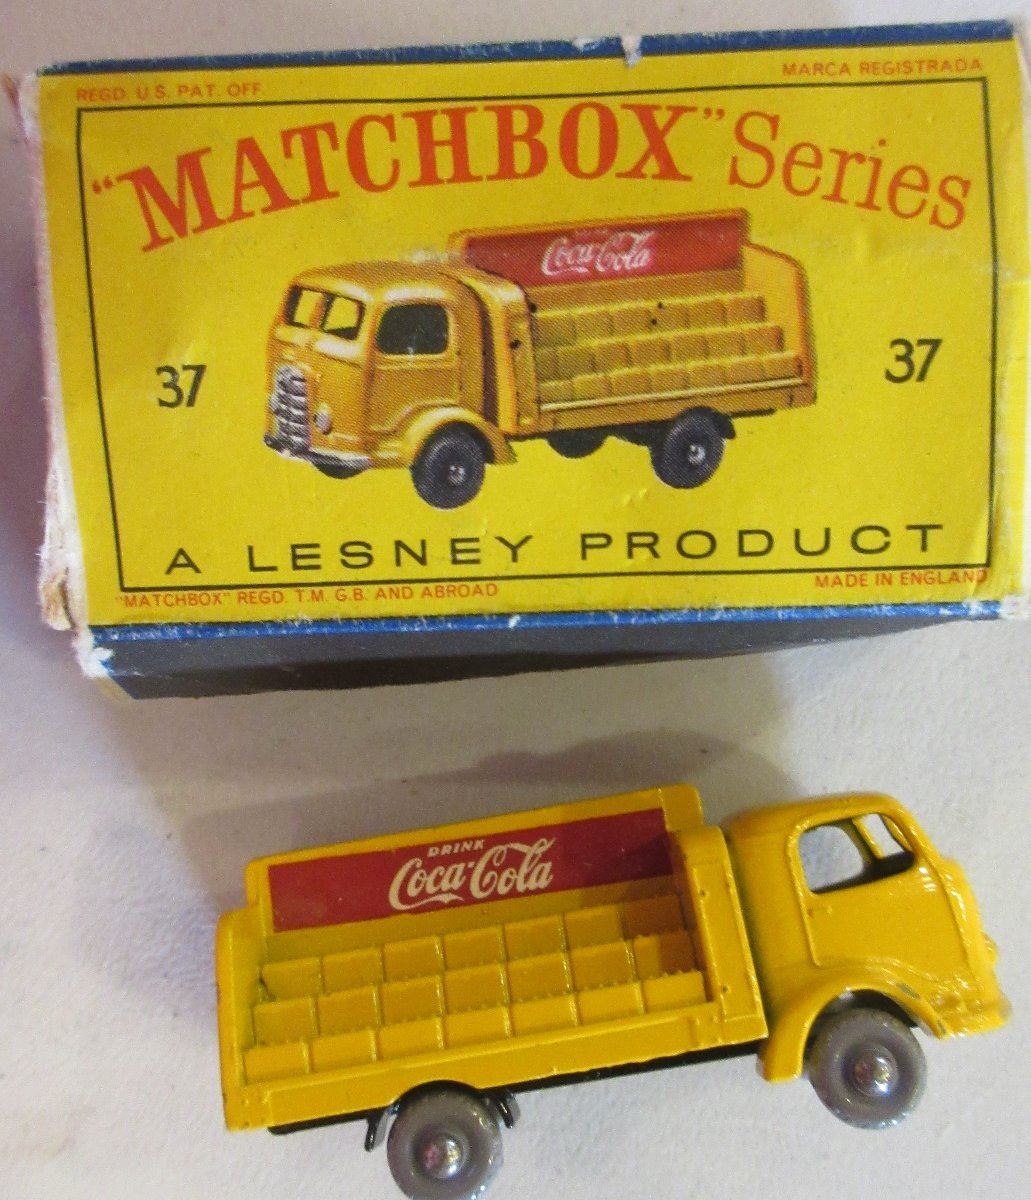 REGD. U.S. PAT. OFF.
MARCA REGISTRADA
"MATCHBOX" Series
Coca-Cola
37
37
A LESNEY PRODUCT
"MATCHBOX" REGD. T.M. G.B. AND ABROAD
MADE IN ENGLAND
DRINK
Coca-Cola